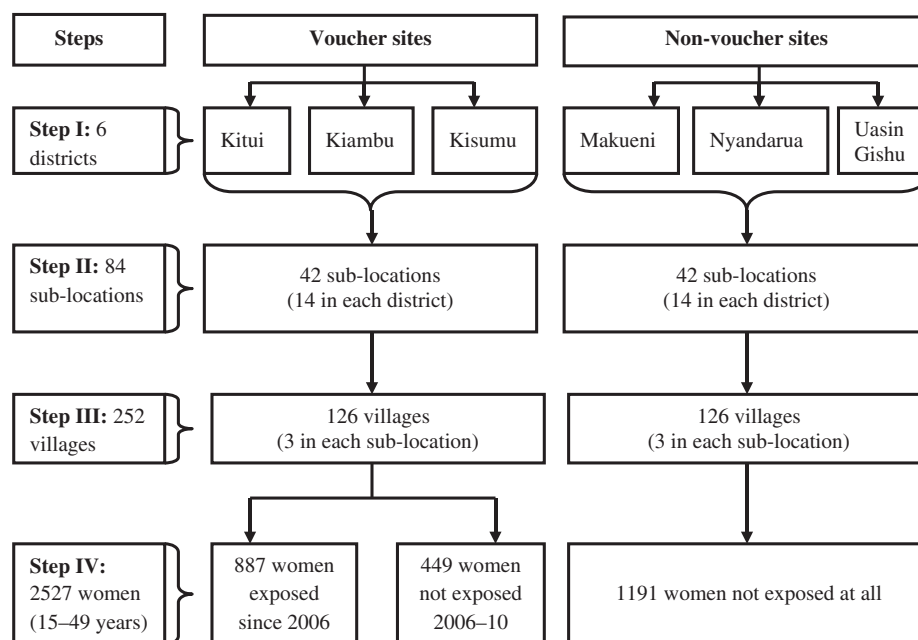 Steps
Voucher sites
Non-voucher sites
Step I: 6
districts
Kitui
Kiambu
Kisumu
Makueni
Nyandarua
Uasin
Gishu
Step II: 84
sub-locations
42 sub-locations
(14 in each district)
42 sub-locations
(14 in each district)
Step III: 252
villages
126 villages
(3 in each sub-location)
126 villages
(3 in each sub-location)
Step IV:
2527 women
(15–49 years)
887 women
exposed
since 2006
449 women
not exposed
2006–10
1191 women not exposed at all